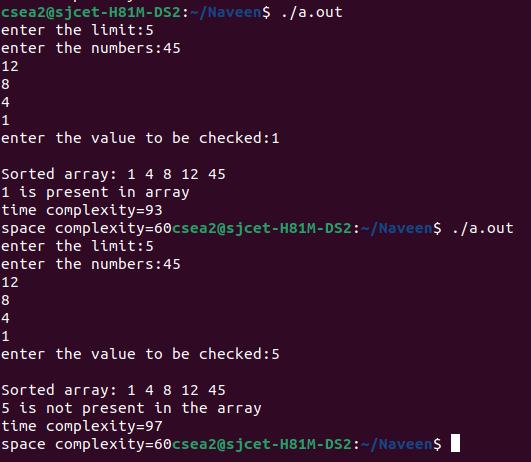 csea2@sjcet-H81M-DS2:~/Naveen$ ./a.out
enter the limit:5
enter the numbers:45
12
8
4
1
enter the value to be checked:1
Sorted array: 1 4 8 12 45
1 is present in array
time complexity=93
space complexity=60csea2@sjcet-H81M-DS2:~/Naveen$ ./a.out
enter the limit:5
enter the numbers:45
12
8
4
1
enter the value to be checked:5
Sorted array: 1 4 8 12 45
5 is not present in the array
time complexity=97
space complexity=60csea2@sjcet-H81M-DS2:~/Naveen$